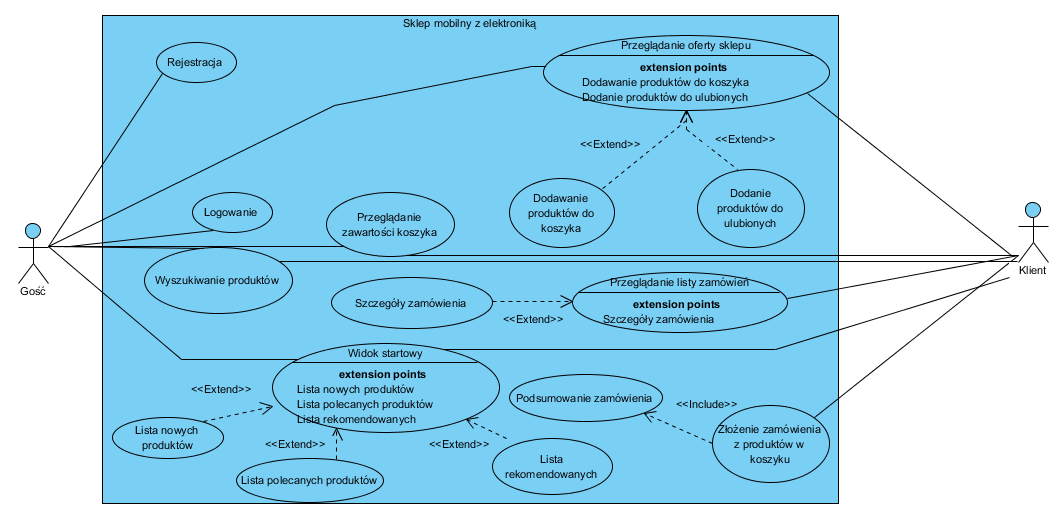 Sklep mobilny z elektroniką
Rejestracja
Przeglądanie oferty sklepu
extension points
Dodawanie produktów do koszyka
Dodanie produktów do ulubionych
<<Extend>>
<<Extend>>
Dodawanie
produktów do
koszyka
Dodanie
produktów do
ulubionych
Logowanie
Przeglądanie
zawartości koszyka
Gość
Klient
Wyszukiwanie produktów
Szczegóły zamówienia
<<Extend>>
Przeglądanie listy zamówień
extension points
Szczegóły zamówienia
Widok startowy
extension points
Lista nowych produktów
Lista polecanych produktów
Lista rekomendowanych
<<Extend>>
Podsumowanie zamówienia
<<Include>>
Złożenie zamówienia
z produktów w
koszyku
Lista nowych
produktów
<<Extend>>
<<Extend>>
Lista polecanych produktów
Lista
rekomendowanych